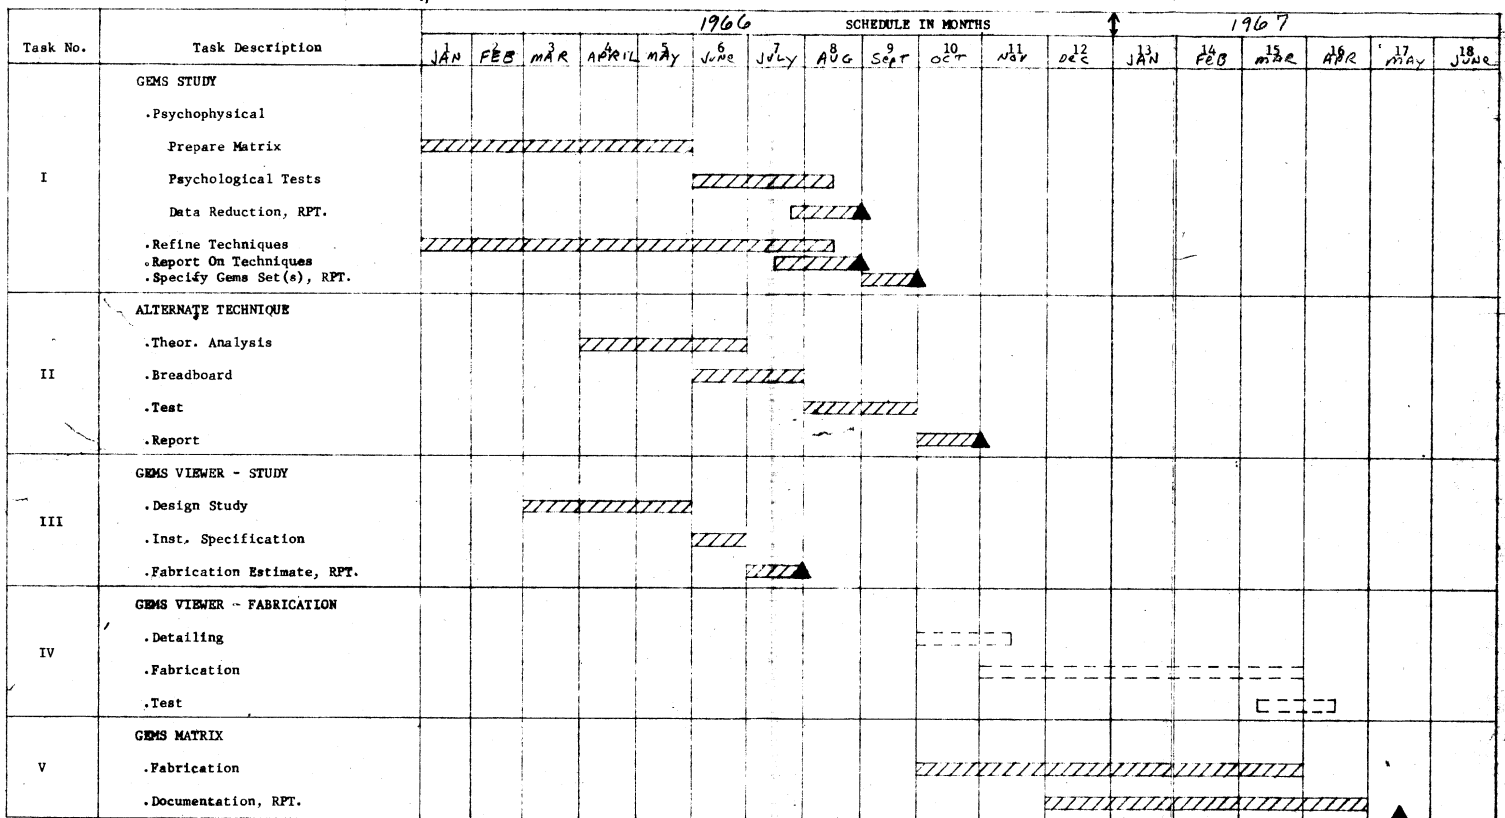 1966 SCHEDULE IN MONTHS 1967
Task No. Task Description
1 2 3 4 5 6 7 8 9 10 11 12 13 14 15 16 17 18
JAN FEB MAR APRIL MAY JUNE JULY AUG SEPT OCT NOV DEC JAN FEB MAR APR MAY JUNE
GEMS STUDY
.Psychophysical
Prepare Matrix
I Psychological Tests
Data Reduction, RPT.
.Refine Techniques
.Report On Techniques
.Specify Gems Set(s), RPT.
ALTERNATE TECHNIQUE
.Theor. Analysis
II .Breadboard
.Test
.Report
GEMS VIEWER - STUDY
.Design Study
III
.Inst. Specification
.Fabrication Estimate, RPT.
GEMS VIEWER - FABRICATION
.Detailing
IV
.Fabrication
.Test
GEMS MATRIX
V .Fabrication
.Documentation, RPT.